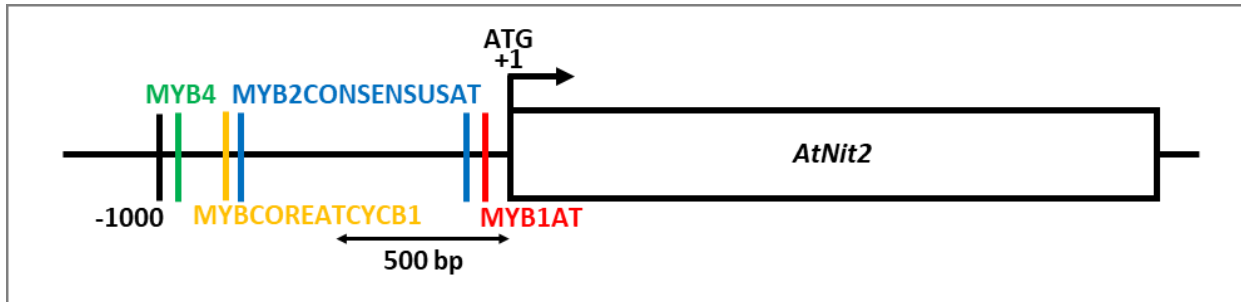 ATG
+1
MYB4 MYB2CONSENSUSAT
AtNit2
-1000 MYBCOREATCYCB1 MYB1AT
500 bp